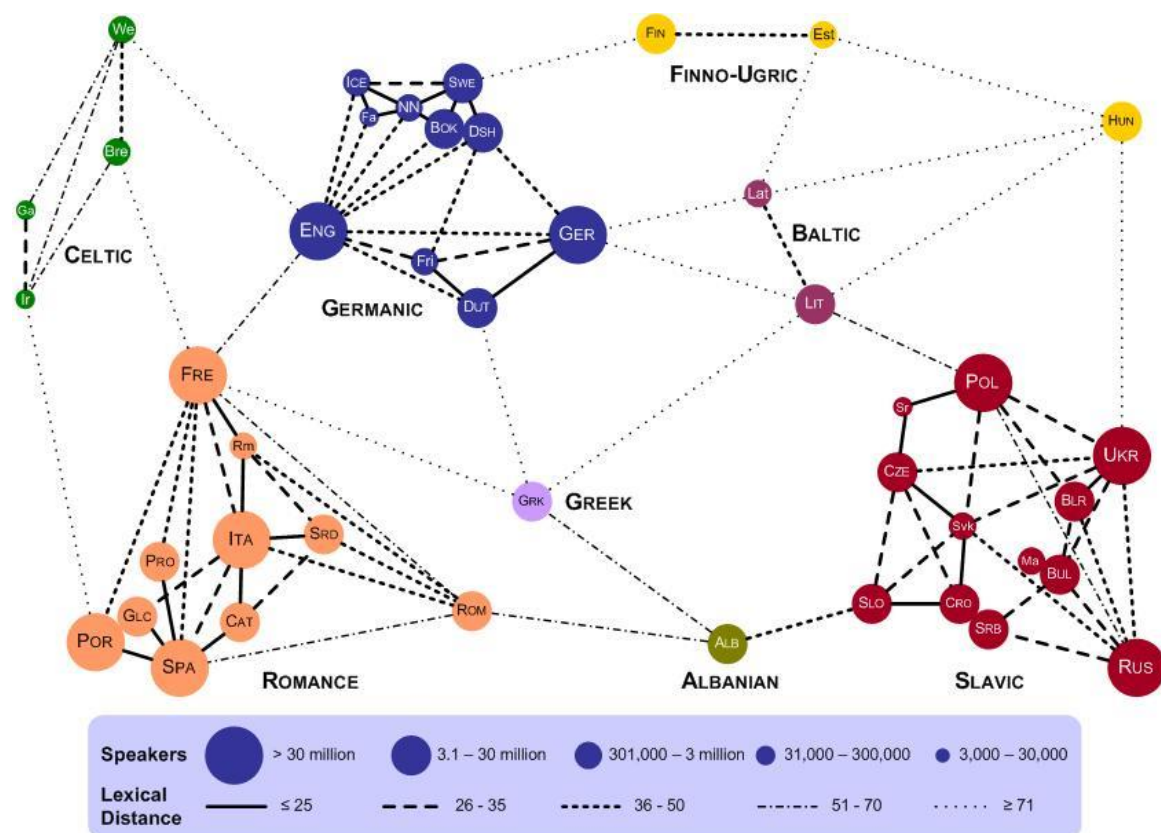 We
FIN
Est
FINNO-UGRIC
ICE
SWE
Fa
NN
BOK
DSH
HUN
Bre
Ga
CELTIC
Ir
ENG
GER
Fri
DUT
GERMANIC
Lat
BALTIC
LIT
FRE
Rm
ITA
SRD
PRO
GLC
CAT
POR
SPA
ROM
ROMANCE
GRK
GREEK
ALB
ALBANIAN
POL
Sr
CZE
UKR
BLR
Svk
Ma
BUL
SLO
CRO
SRB
RUS
SLAVIC
Speakers > 30 million 3.1 – 30 million 301,000 – 3 million 31,000 – 300,000 3,000 – 30,000
Lexical
Distance ≤ 25 26 - 35 36 - 50 51 - 70 ≥ 71